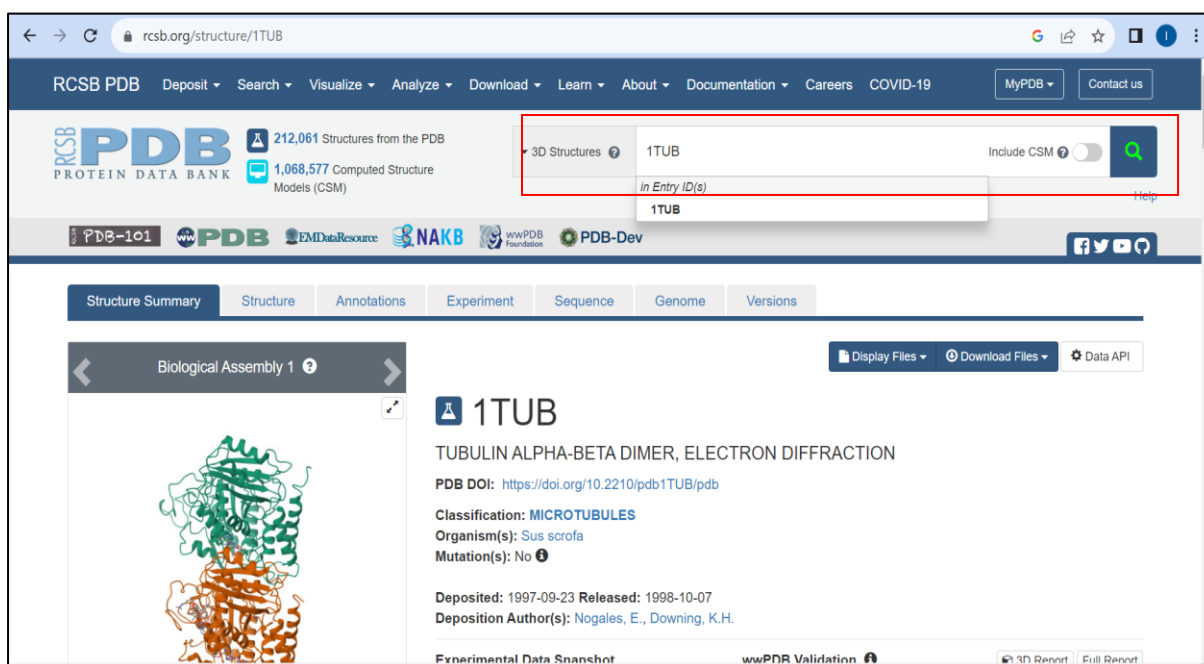 rcsb.org/structure/1TUB
RCSB PDB Deposit Search Visualize Analyze Download Learn About Documentation Careers COVID-19 MyPDB Contact us
RCSB PDB
PROTEIN DATA BANK
212,061 Structures from the PDB
1,068,577 Computed Structure
Models (CSM)
3D Structures 1TUB Include CSM
in Entry ID(s)
1TUB
Help
PDB-101 WWPDB EMDataResource NAKB wwPDB Foundation PDB-Dev
Structure Summary Structure Annotations Experiment Sequence Genome Versions
Biological Assembly 1
Display Files Download Files Data API
1TUB
TUBULIN ALPHA-BETA DIMER, ELECTRON DIFFRACTION
PDB DOI: https://doi.org/10.2210/pdb1TUB/pdb
Classification: MICROTUBULES
Organism(s): Sus scrofa
Mutation(s): No
Deposited: 1997-09-23 Released: 1998-10-07
Deposition Author(s): Nogales, E., Downing, K.H.
Experimental Data Snapshot wwPDB Validation 3D Report Full Report